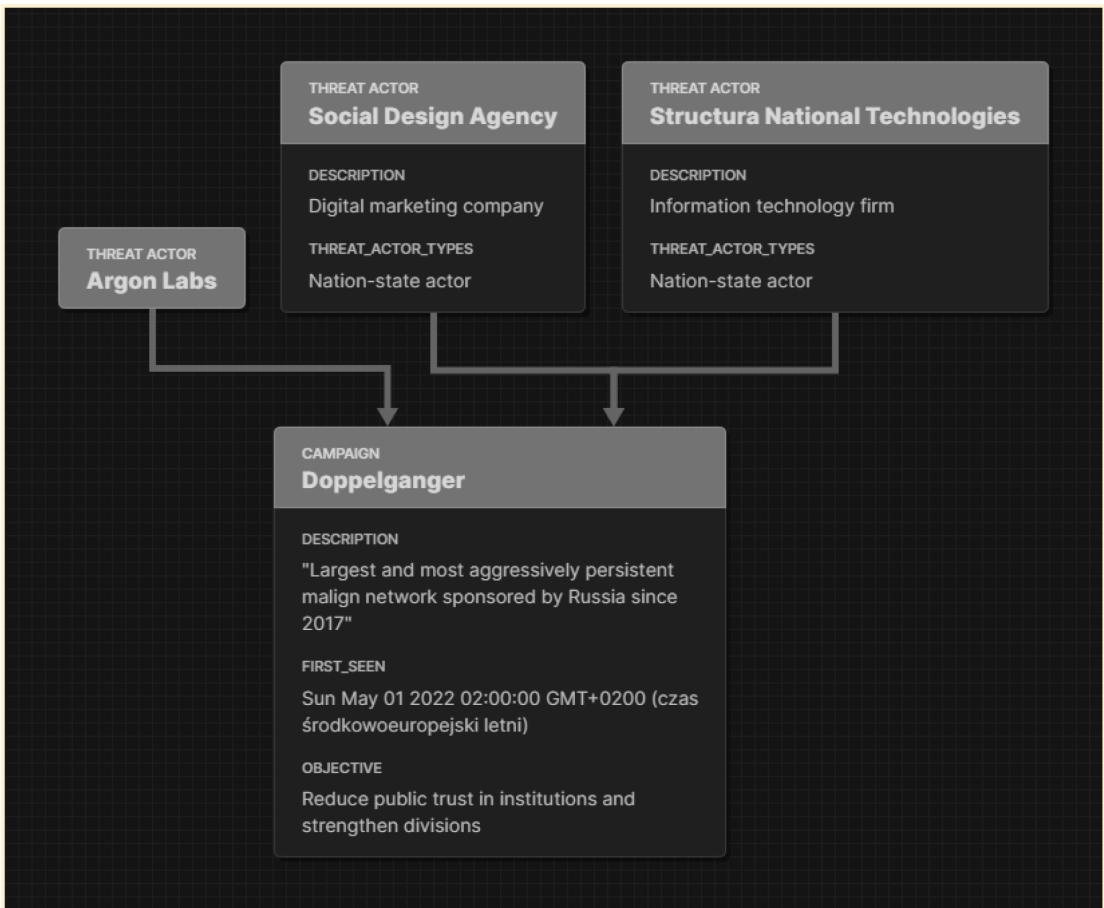 THREAT ACTOR
Social Design Agency
DESCRIPTION
Digital marketing company
THREAT_ACTOR_TYPES
Nation-state actor
THREAT ACTOR
Structura National Technologies
DESCRIPTION
Information technology firm
THREAT_ACTOR_TYPES
Nation-state actor
THREAT ACTOR
Argon Labs
CAMPAIGN
Doppelganger
DESCRIPTION
"Largest and most aggressively persistent
malign network sponsored by Russia since
2017"
FIRST_SEEN
Sun May 01 2022 02:00:00 GMT+0200 (czas
środkowoeuropejski letni)
OBJECTIVE
Reduce public trust in institutions and
strengthen divisions